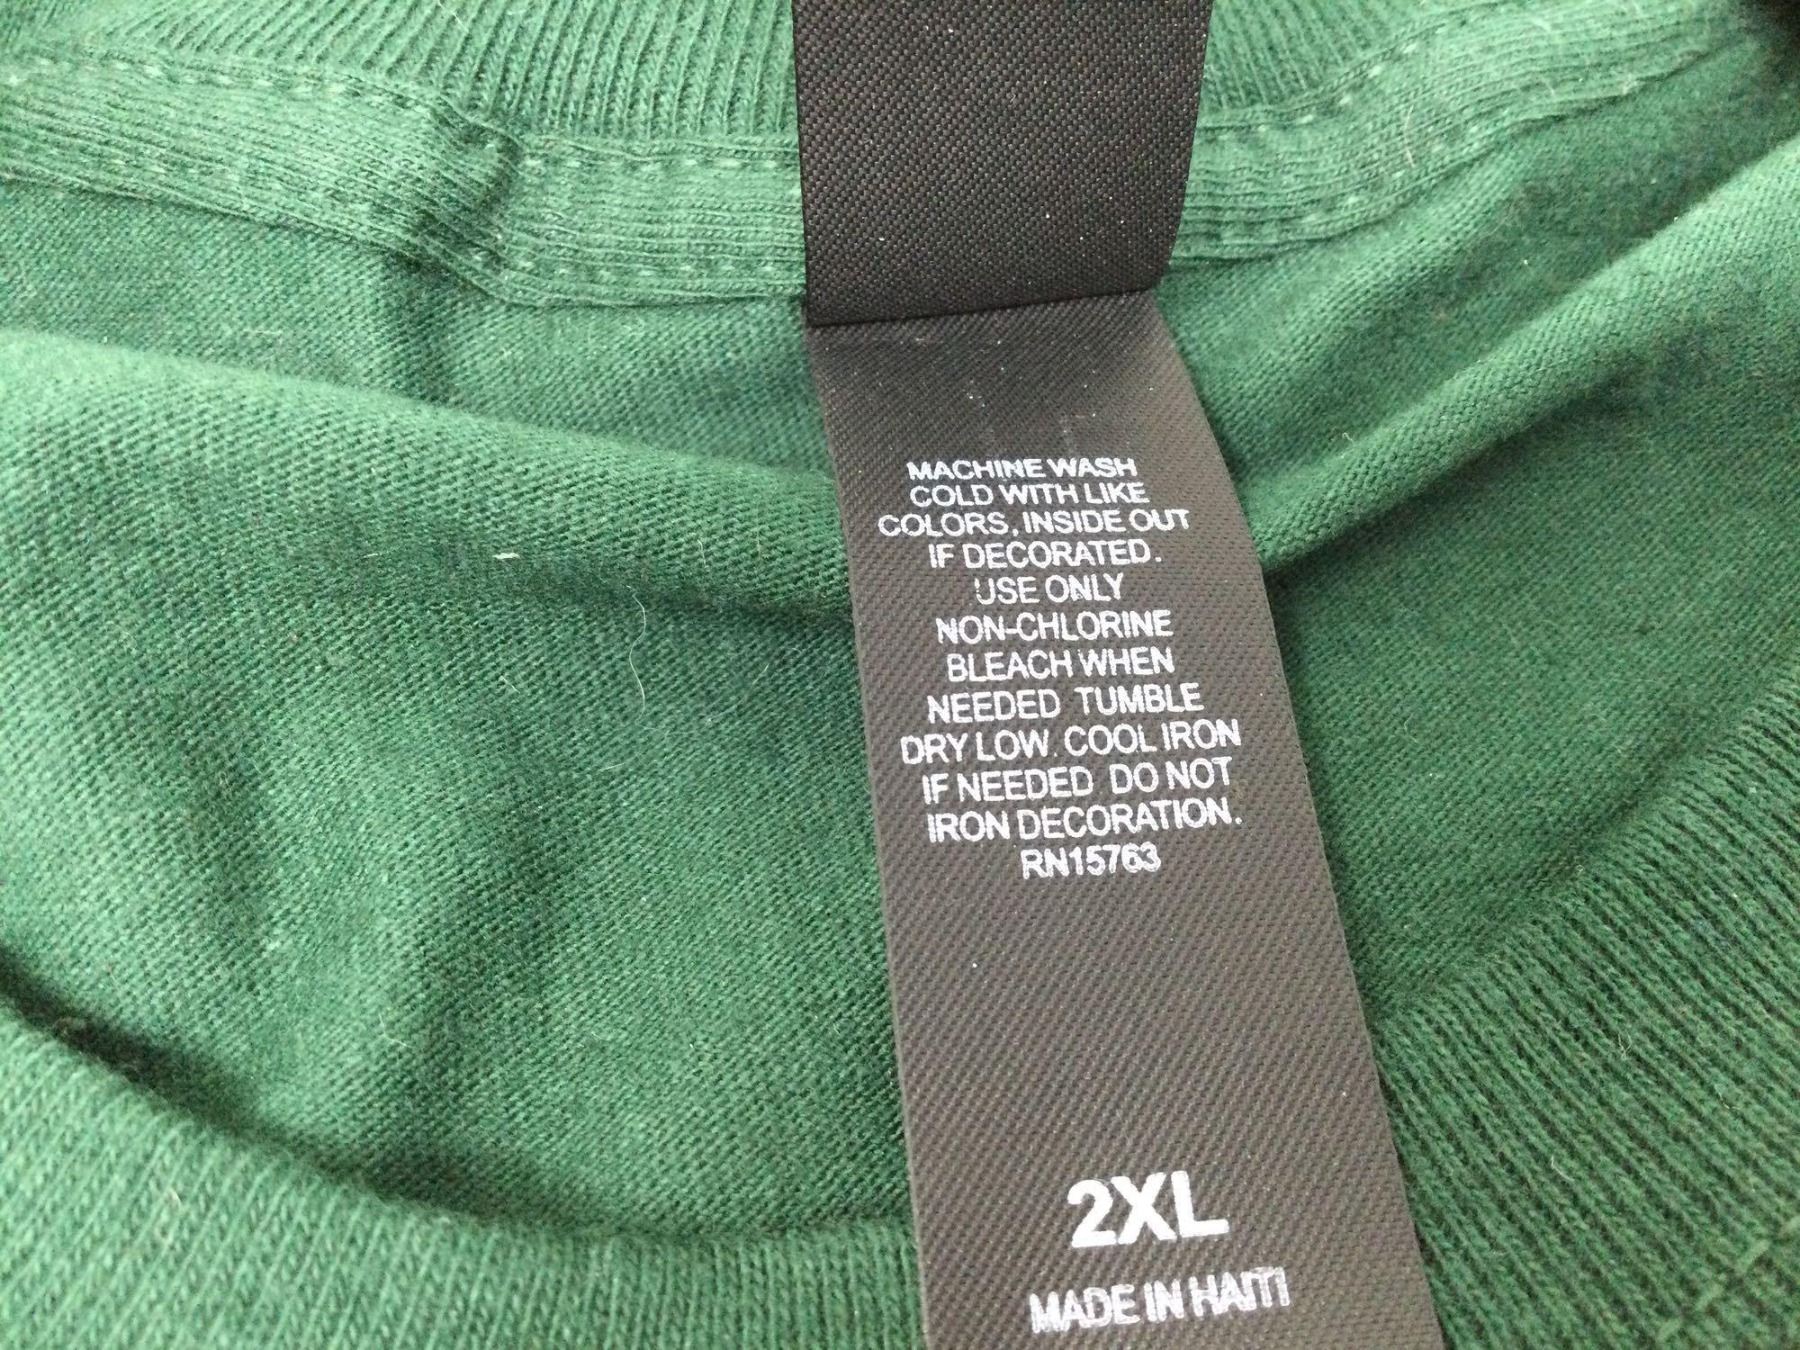 MACHINE WASH
COLD WITH LIKE
COLORS, INSIDE OUT
IF DECORATED.
USE ONLY
NON-CHLORINE
BLEACH WHEN
NEEDED TUMBLE
DRY LOW. COOL IRON
IF NEEDED DO NOT
IRON DECORATION.
RN15763
2XL
MADE IN HAITI